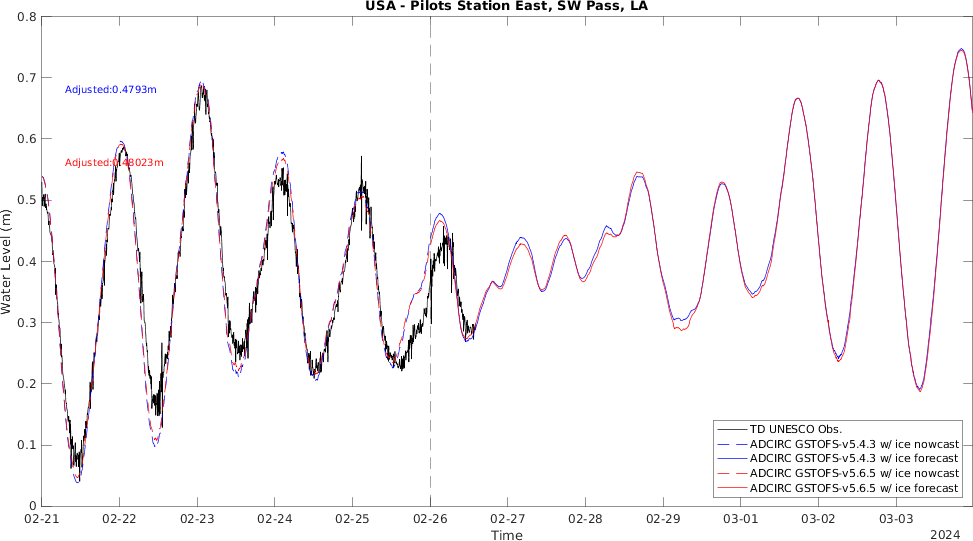 USA - Pilots Station East, SW Pass, LA
0.8
0.7
0.6
0.5
0.4
0.3
0.2
0.1
0
Water Level (m)
Adjusted:0.4793m
Adjusted:0.48023m
TD UNESCO Obs.
ADCIRC GSTOFS-v5.4.3 w/ ice nowcast
ADCIRC GSTOFS-v5.4.3 w/ ice forecast
ADCIRC GSTOFS-v5.6.5 w/ ice nowcast
ADCIRC GSTOFS-v5.6.5 w/ ice forecast
02-21 02-22 02-23 02-24 02-25 02-26 02-27 02-28 02-29 03-01 03-02 03-03
Time
2024